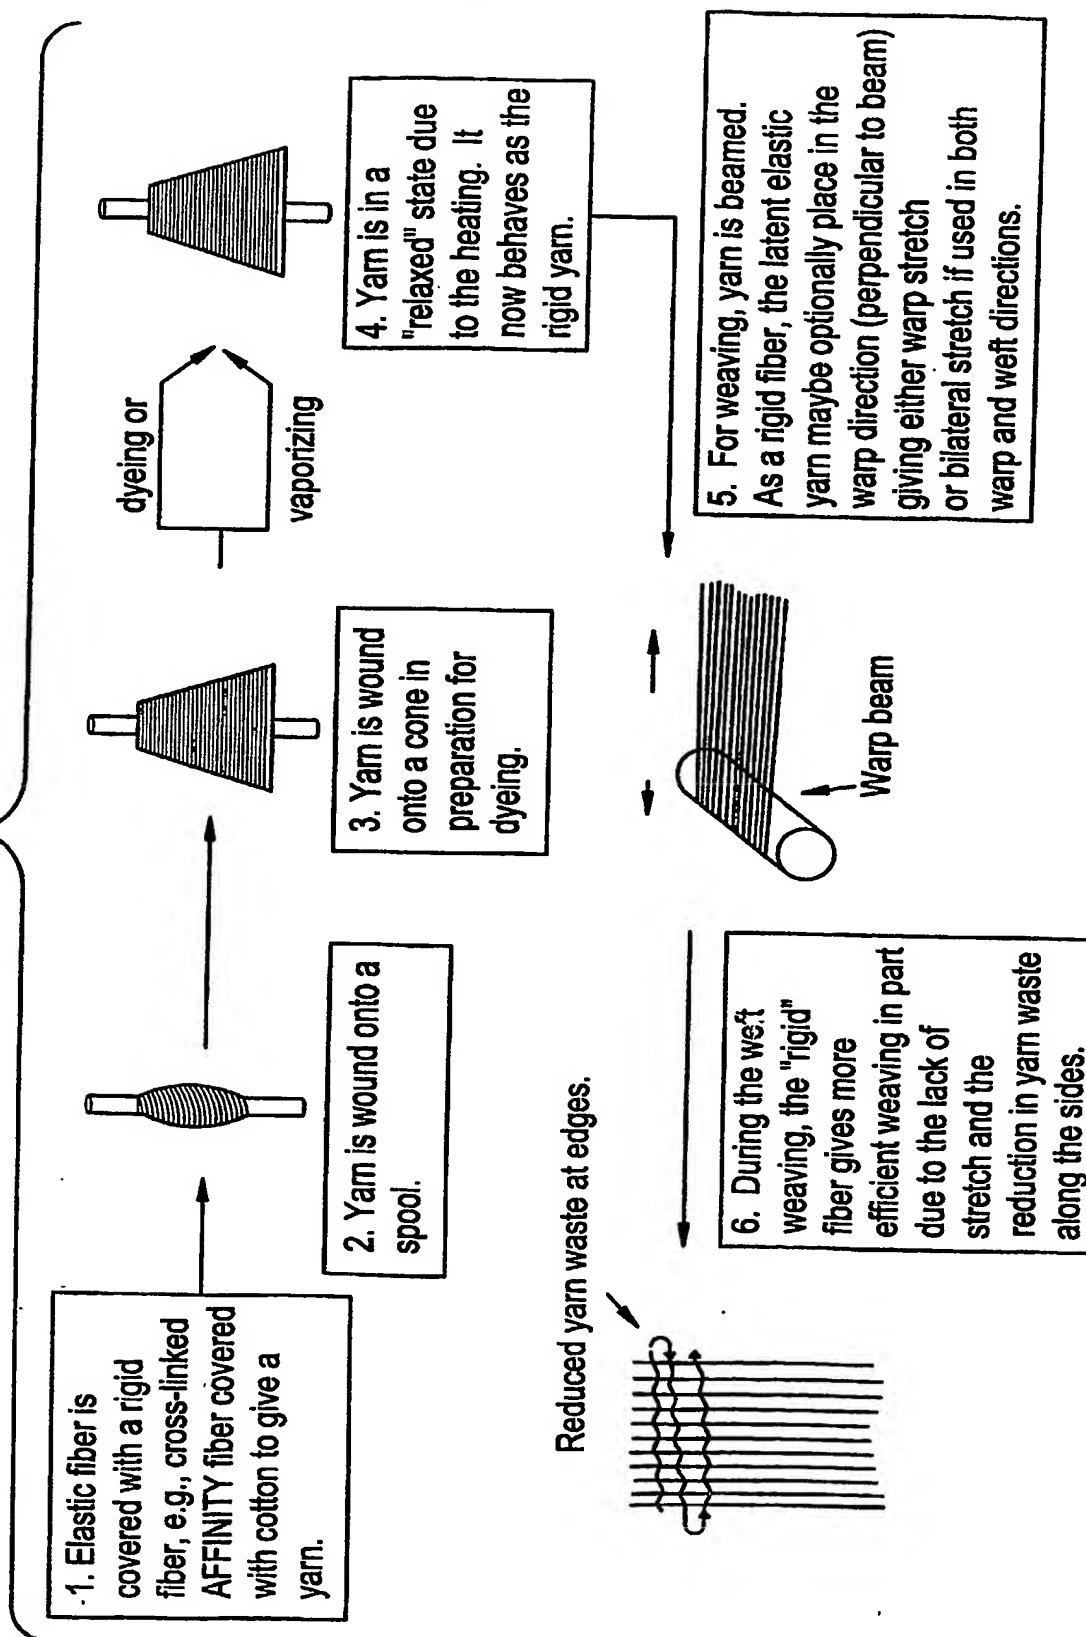 1. Elastic fiber is
covered with a rigid
fiber, e.g., cross-linked
AFFINITY fiber covered
with cotton to give a
yarn.
2. Yarn is wound onto a
spool.
3. Yarn is wound
onto a cone in
preparation for
dyeing.
dyeing or
vaporizing
4. Yarn is in a
"relaxed" state due
to the heating. It
now behaves as the
rigid yarn.
5. For weaving, yarn is beamed.
As a rigid fiber, the latent elastic
yarn maybe optionally place in the
warp direction (perpendicular to beam)
giving either warp stretch
or bilateral stretch if used in both
warp and weft directions.
Warp beam
6. During the weft
weaving, the "rigid"
fiber gives more
efficient weaving in part
due to the lack of
stretch and the
reduction in yarn waste
along the sides.
Reduced yarn waste at edges.